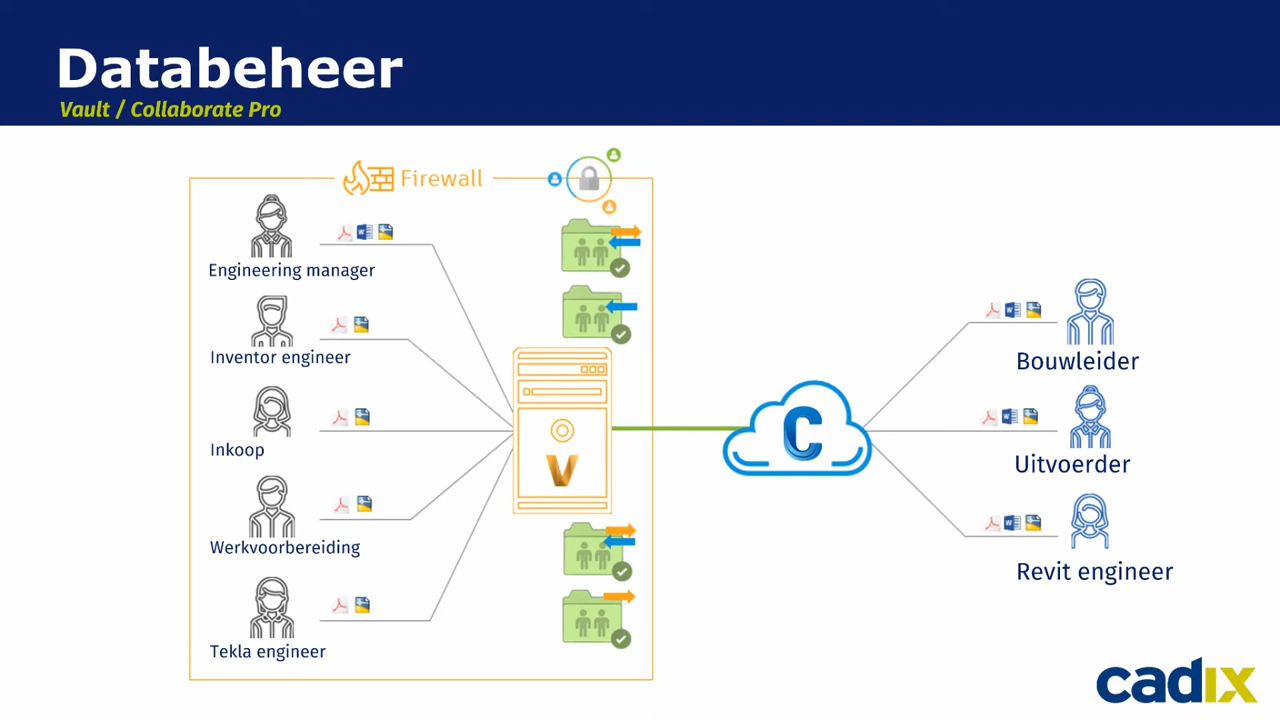 Databeheer
Vault / Collaborate Pro
Firewall
Engineering manager
Inventor engineer
Inkoop
Werkvoorbereiding
Tekla engineer
V
C
Bouwleider
Uitvoerder
Revit engineer
cadix